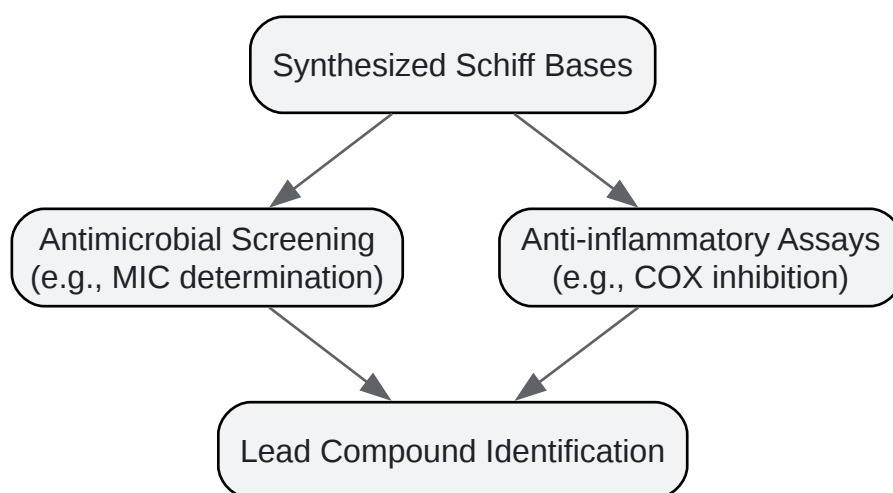 Synthesized Schiff Bases
Antimicrobial Screening
(e.g., MIC determination)
Anti-inflammatory Assays
(e.g., COX inhibition)
Lead Compound Identification